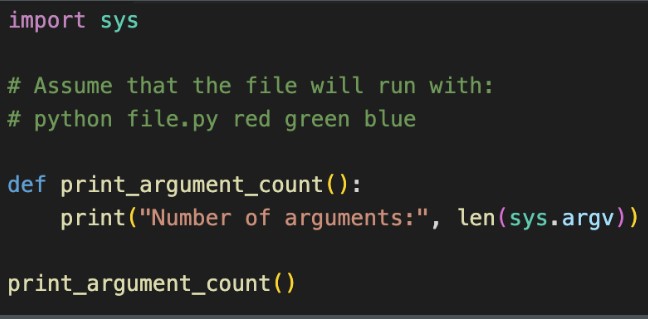 import sys
# Assume that the file will run with:
# python file.py red green blue
def print_argument_count():
    print("Number of arguments:", len(sys.argv))
print_argument_count()